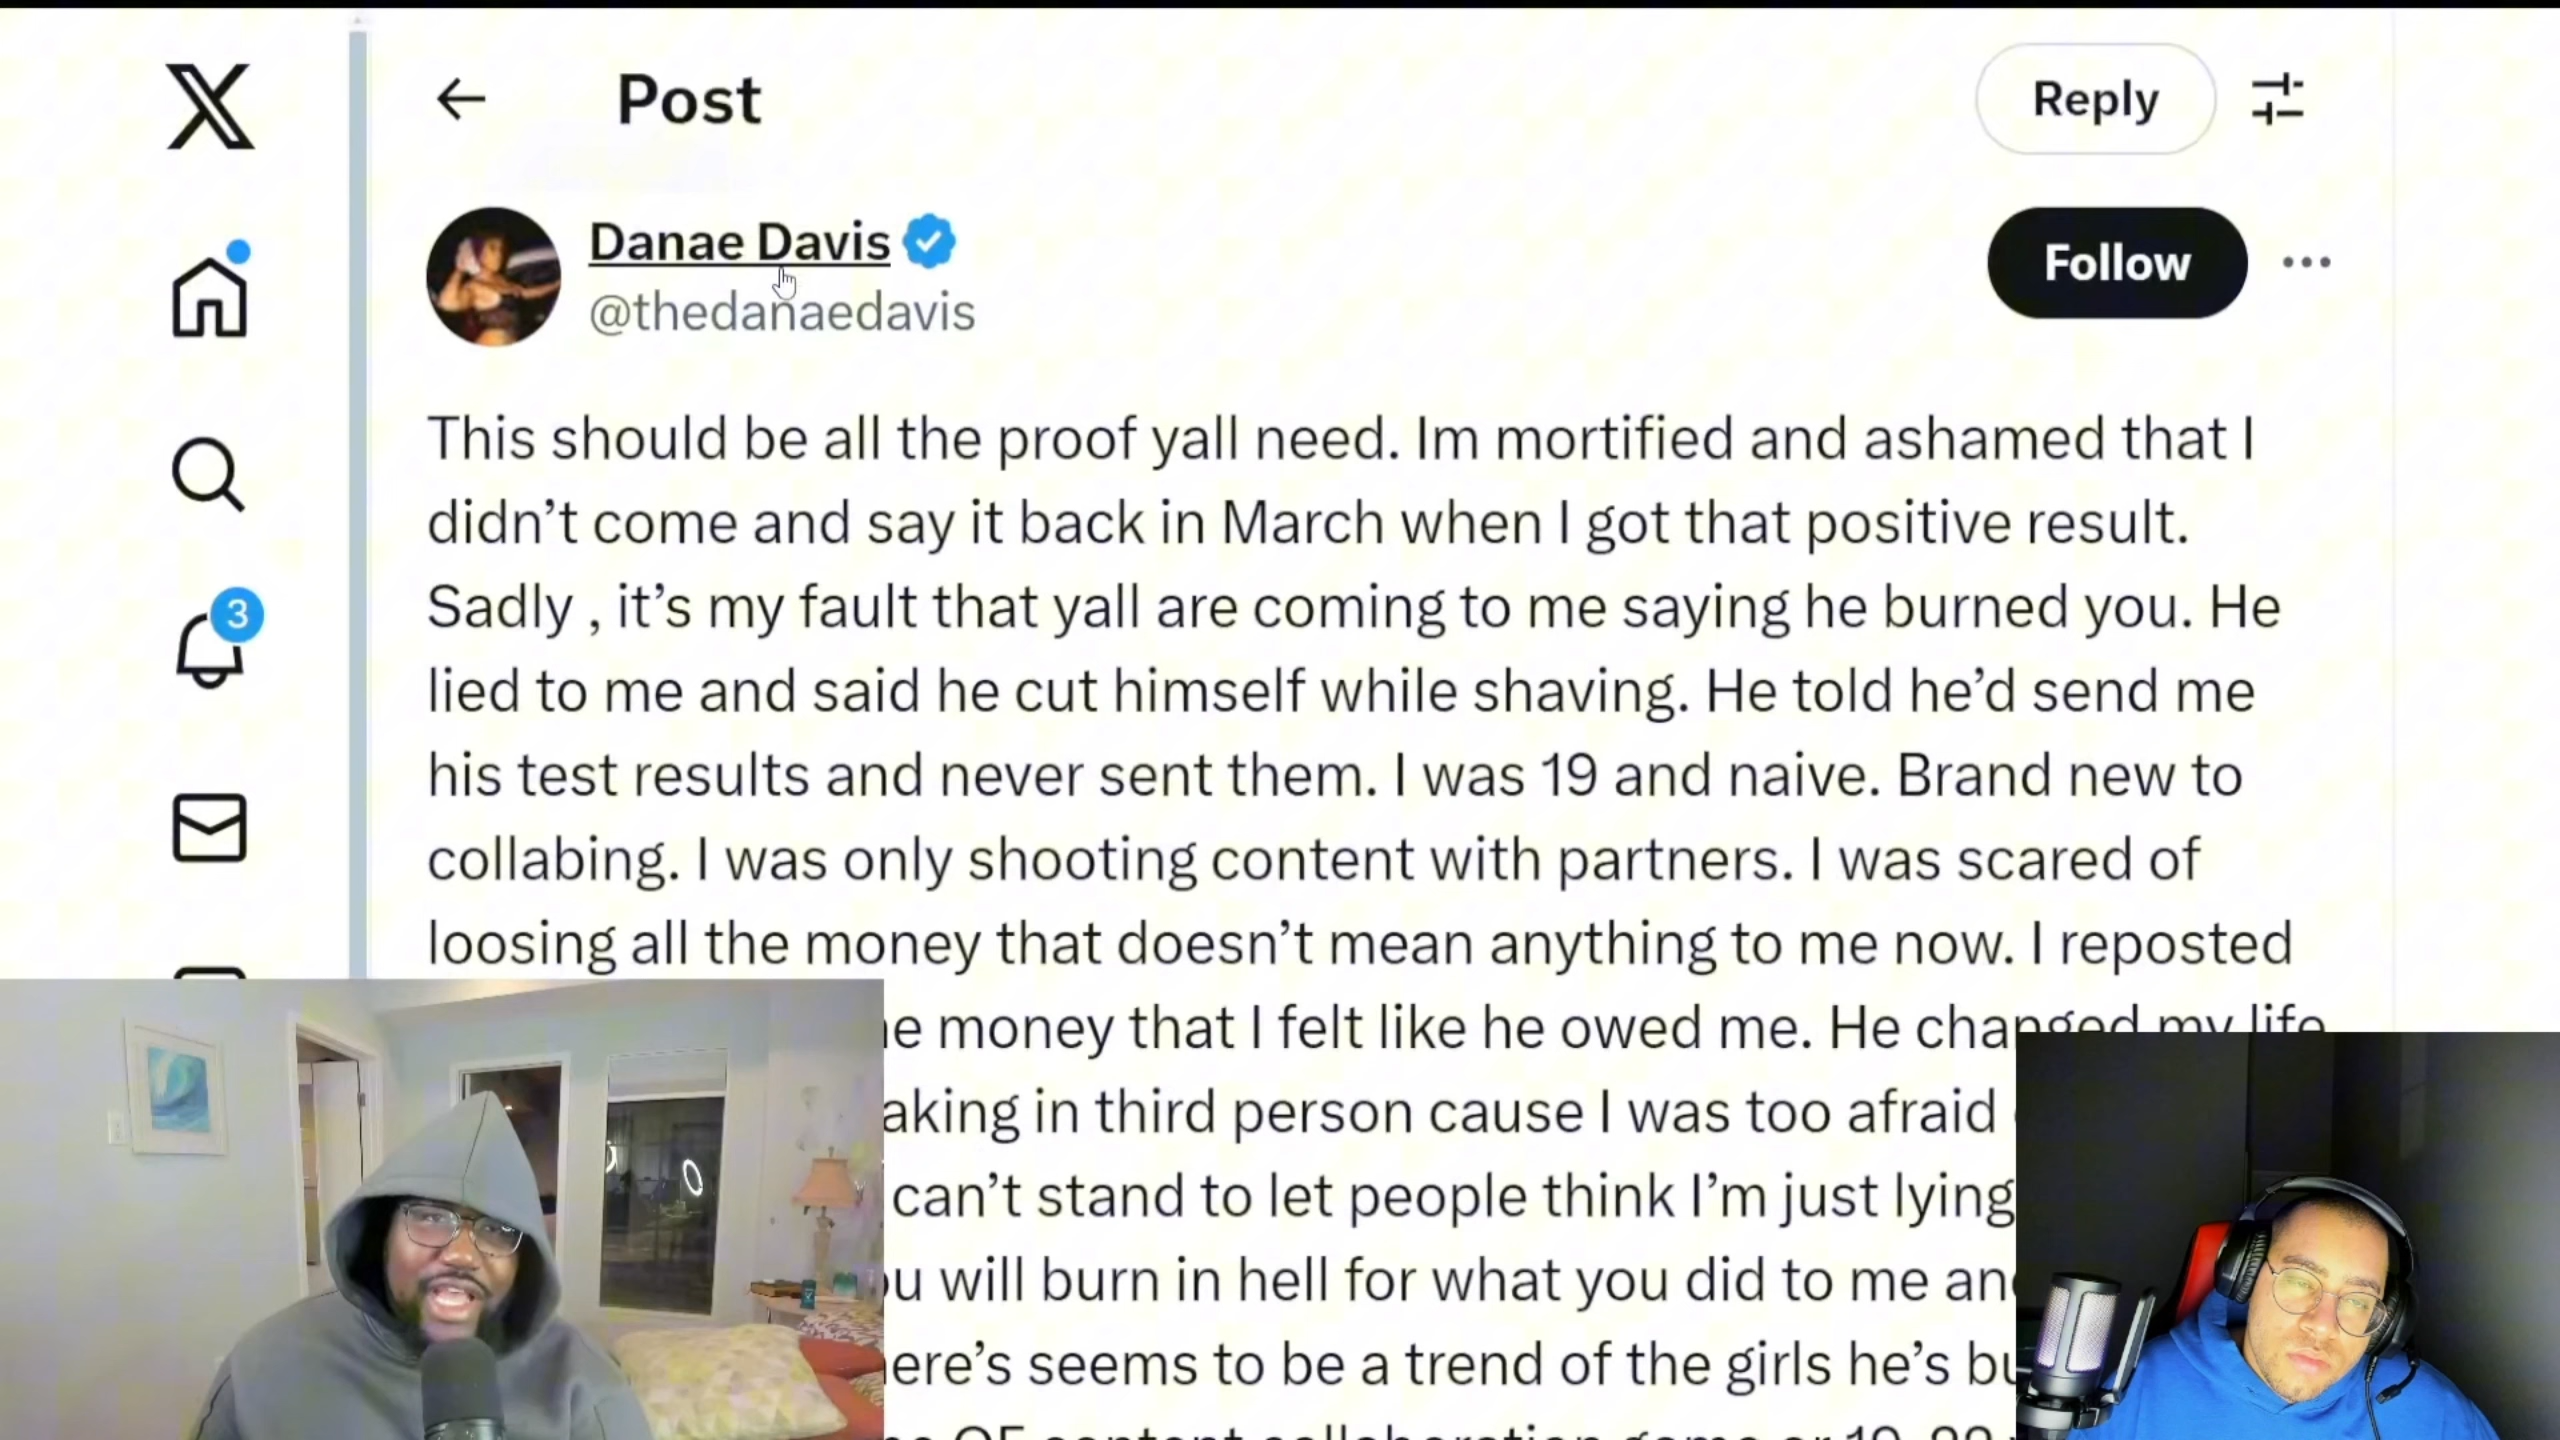 Post
Reply
Danae Davis
Follow
@thedanaedavis
This should be all the proof yall need. Im mortified and ashamed that I
didn't come and say it back in March when I got that positive result.
Sadly , it's my fault that yall are coming to me saying he burned you. He
3
lied to me and said he cut himself while shaving. He told he'd send me
his test results and never sent them. I was 19 and naive. Brand new to
collabing. I was only shooting content with partners. I was scared of
loosing all the money that doesn't mean anything to me now. I reposted
money that I felt like he owed me. He changed my life
aking in third person cause I was too afraid
can't stand to let people think I'm just lying
u will burn in hell for what you did to me
ere's seems to be a trend of the girls he's
OF content collaboration game